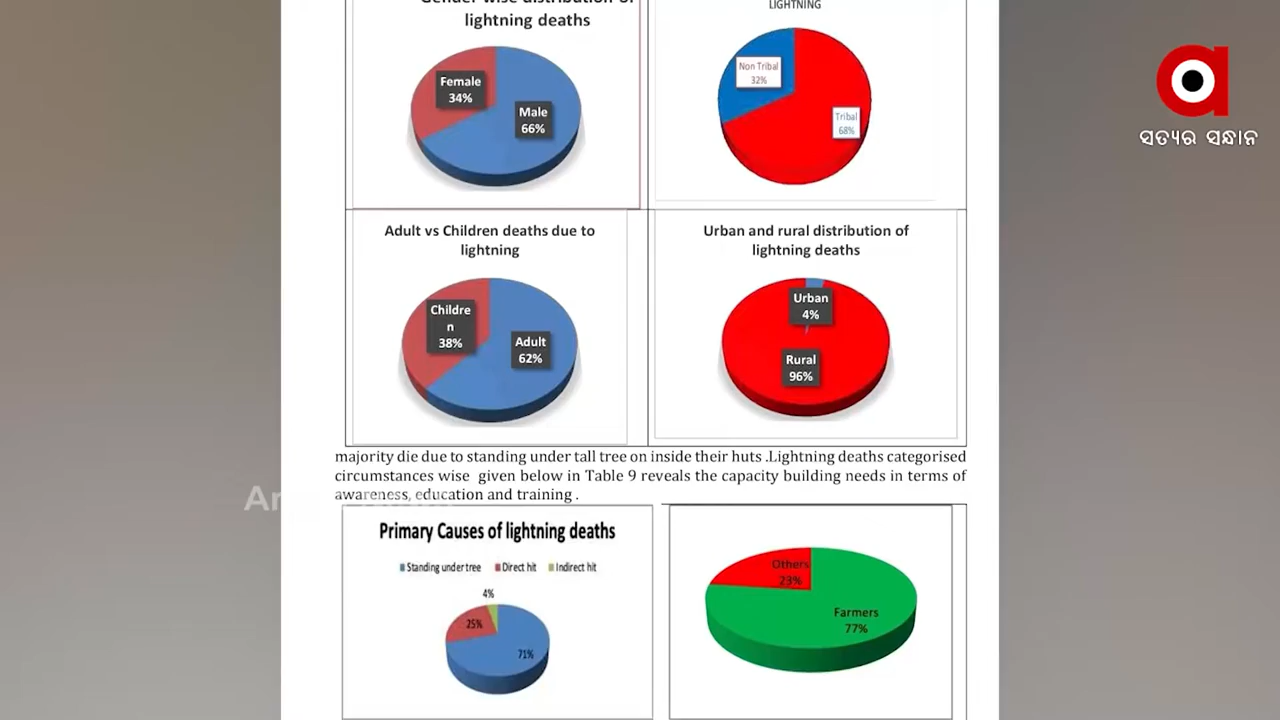 Gender wise distribution of
lightning deaths
Female
34%
Male
66%
LIGHTNING
Non Tribal
32%
Tribal
68%
ସତ୍ୟର ସନ୍ଧାନ
Adult vs Children deaths due to
lightning
Childre
n
38%
Adult
62%
Urban and rural distribution of
lightning deaths
Urban
4%
Rural
96%
majority die due to standing under tall tree on inside their huts .Lightning deaths categorised
circumstances wise given below in Table 9 reveals the capacity building needs in terms of
awareness, education and training .
Primary Causes of lightning deaths
Standing under tree Direct hit Indirect hit
4%
25%
71%
Others
23%
Farmers
77%